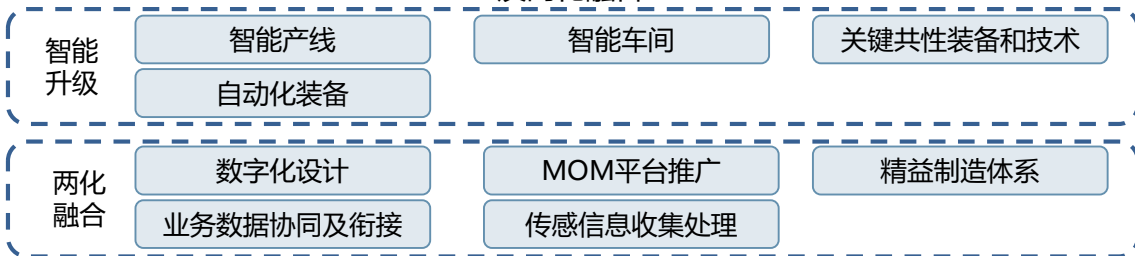 智能
升级
智能产线
智能车间
关键共性装备和技术
自动化装备
两化
融合
数字化设计
MOM平台推广
精益制造体系
业务数据协同及衔接
传感信息收集处理